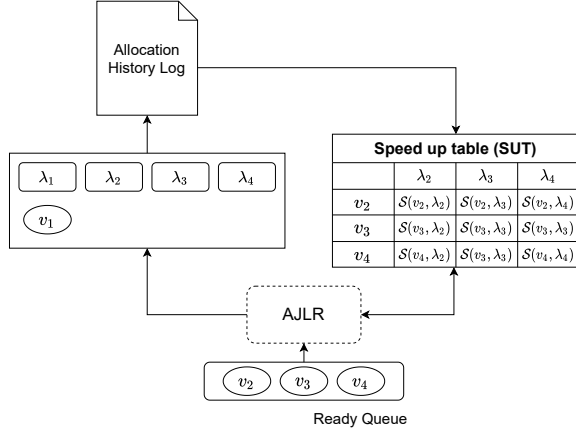 Allocation
History Log
λ1 λ2 λ3 λ4
v1
Speed up table (SUT)
λ2 λ3 λ4
v2 S(v2, λ2) S(v2, λ3) S(v2, λ4)
v3 S(v3, λ2) S(v3, λ3) S(v3, λ3)
v4 S(v4, λ2) S(v3, λ3) S(v4, λ4)
AJLR
v2 v3 v4
Ready Queue